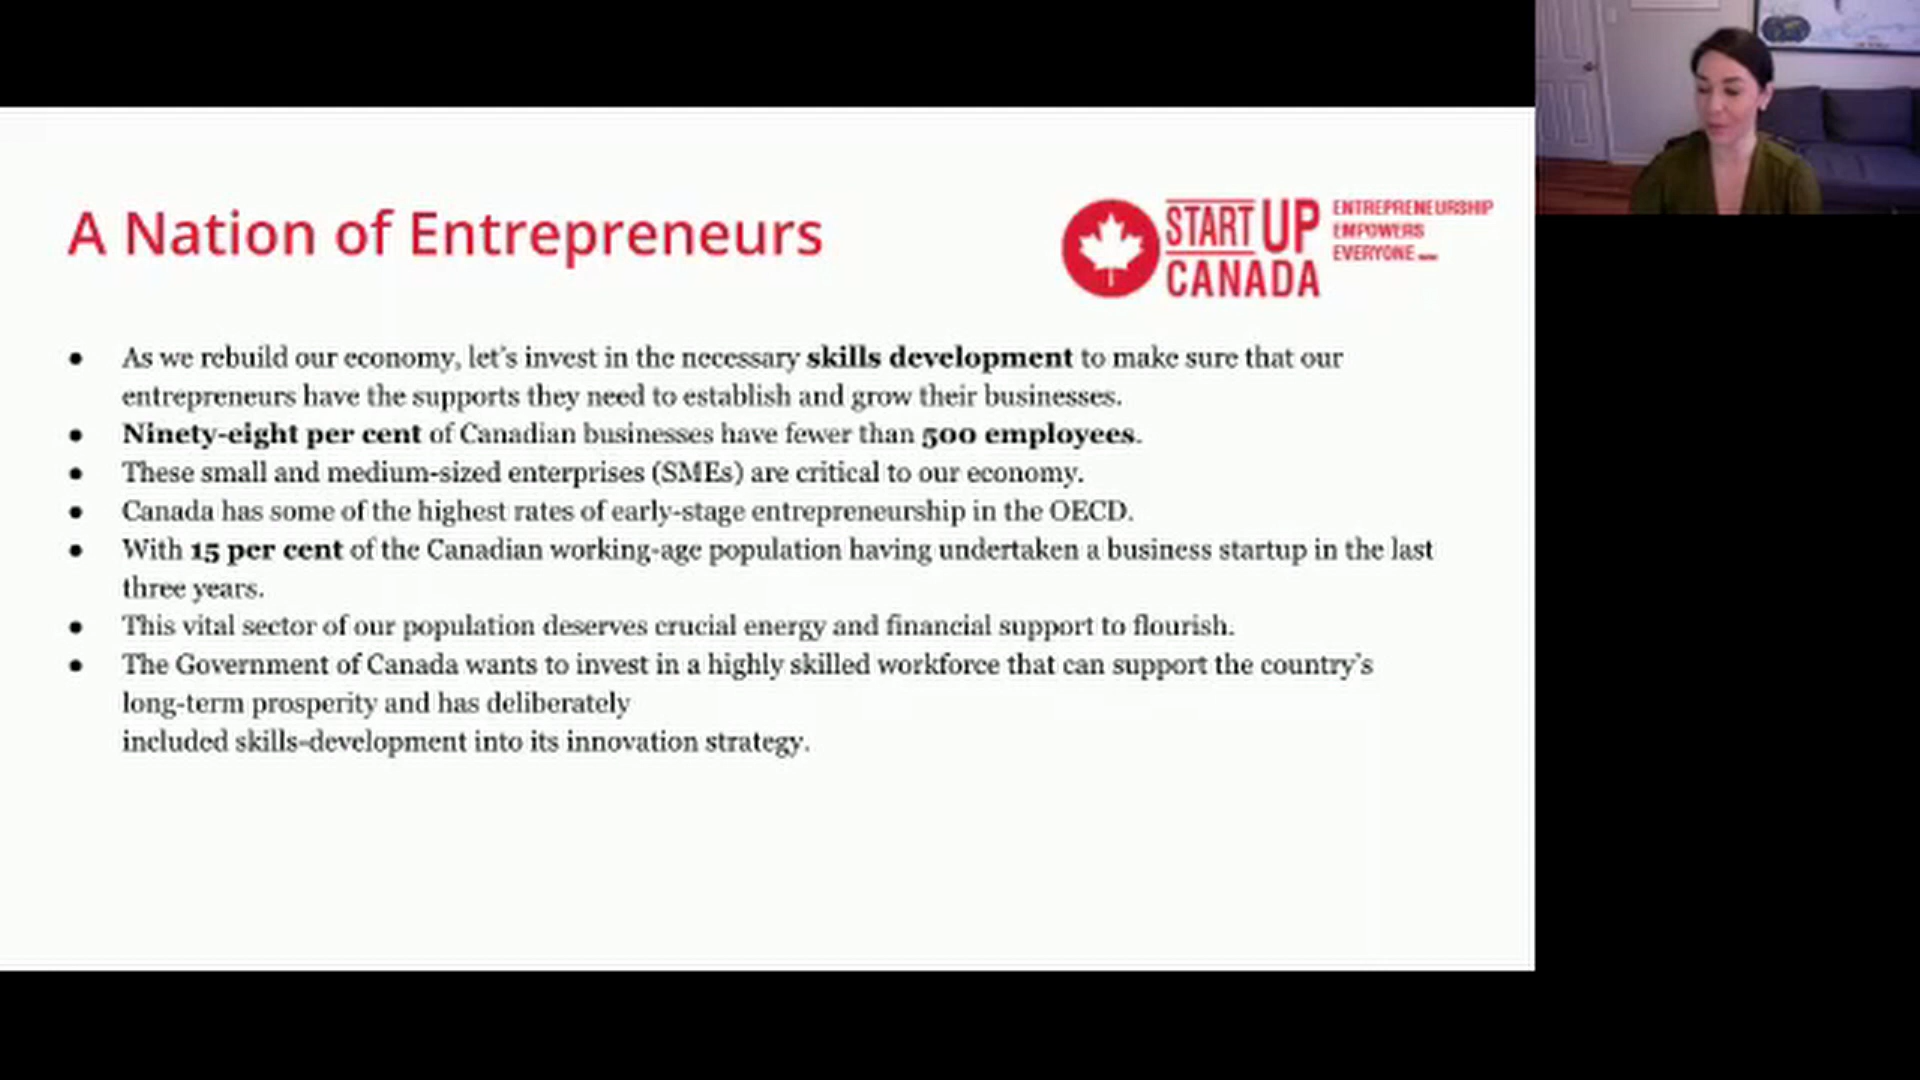 A Nation of Entrepreneurs
START UP
CANADA
ENTREPRENEURSHIP
EMPOWERS
EVERYONE
● As we rebuild our economy, let's invest in the necessary skills development to make sure that our
entrepreneurs have the supports they need to establish and grow their businesses.
● Ninety-eight per cent of Canadian businesses have fewer than 500 employees.
● These small and medium-sized enterprises (SMEs) are critical to our economy.
● Canada has some of the highest rates of early-stage entrepreneurship in the OECD.
● With 15 per cent of the Canadian working-age population having undertaken a business startup in the last
three years.
● This vital sector of our population deserves crucial energy and financial support to flourish.
● The Government of Canada wants to invest in a highly skilled workforce that can support the country's
long-term prosperity and has deliberately
included skills-development into its innovation strategy.